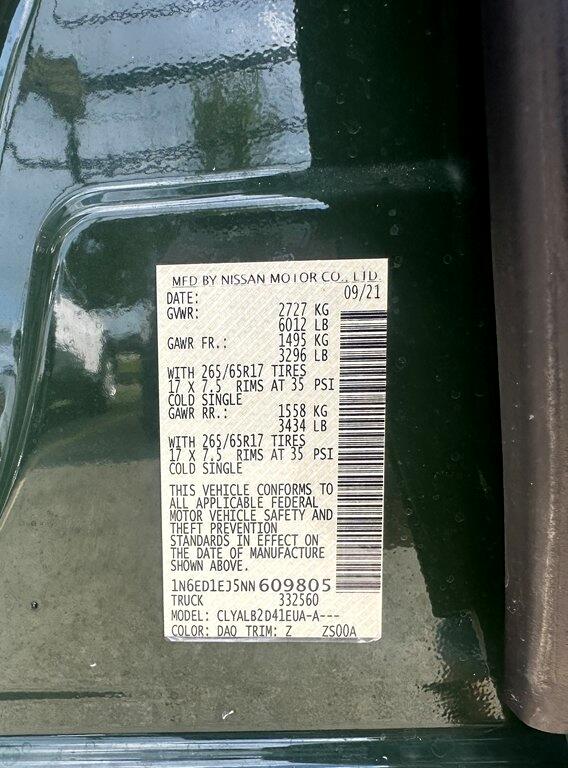 MFD BY NISSAN MOTOR CO., LTD.
DATE: 09/21
GVWR: 2727 KG
6012 LB
GAWR FR.: 1495 KG
3296 LB
WITH 265/65R17 TIRES
17 X 7.5" RIMS AT 35 PSI
COLD SINGLE
GAWR RR.: 1558 KG
3434 LB
WITH 265/65R17 TIRES
17 X 7.5" RIMS AT 35 PSI
COLD SINGLE
THIS VEHICLE CONFORMS TO
ALL APPLICABLE FEDERAL
MOTOR VEHICLE SAFETY AND
THEFT PREVENTION
STANDARDS IN EFFECT ON
THE DATE OF MANUFACTURE
SHOWN ABOVE.
1N6ED1EJ5NN609805
TRUCK 332560
MODEL: CLYALB2D41EUA-A---
COLOR: DAQ TRIM: Z ZS00A